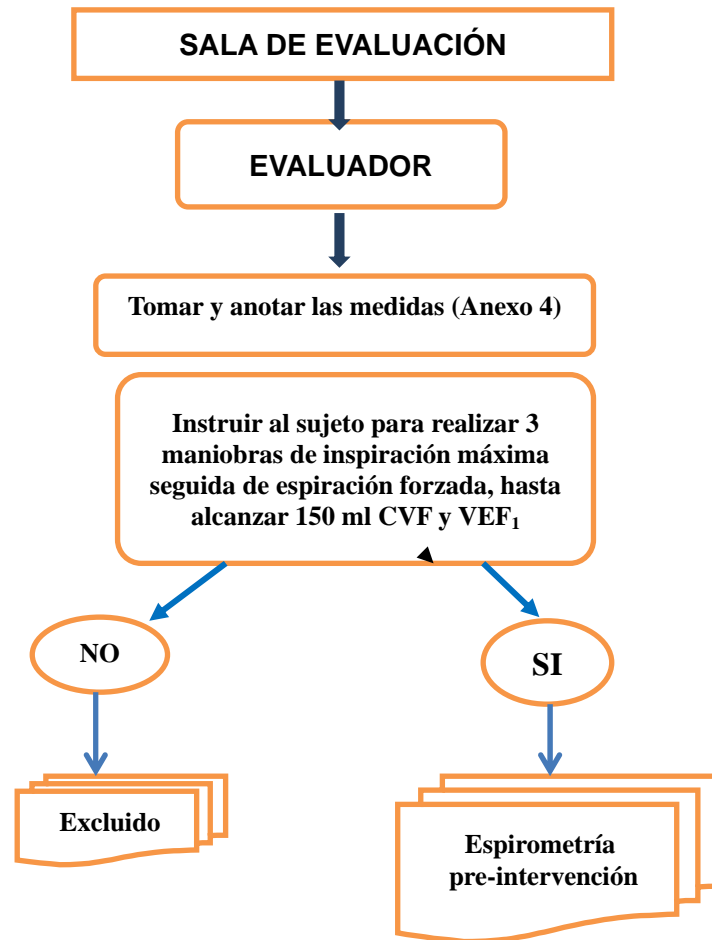 SALA DE EVALUACIÓN
EVALUADOR
Tomar y anotar las medidas (Anexo 4)
Instruir al sujeto para realizar 3
maniobras de inspiración máxima
seguida de espiración forzada, hasta
alcanzar 150 ml CVF y VEF₁
NO
SI
Excluido
Espirometría
pre-intervención